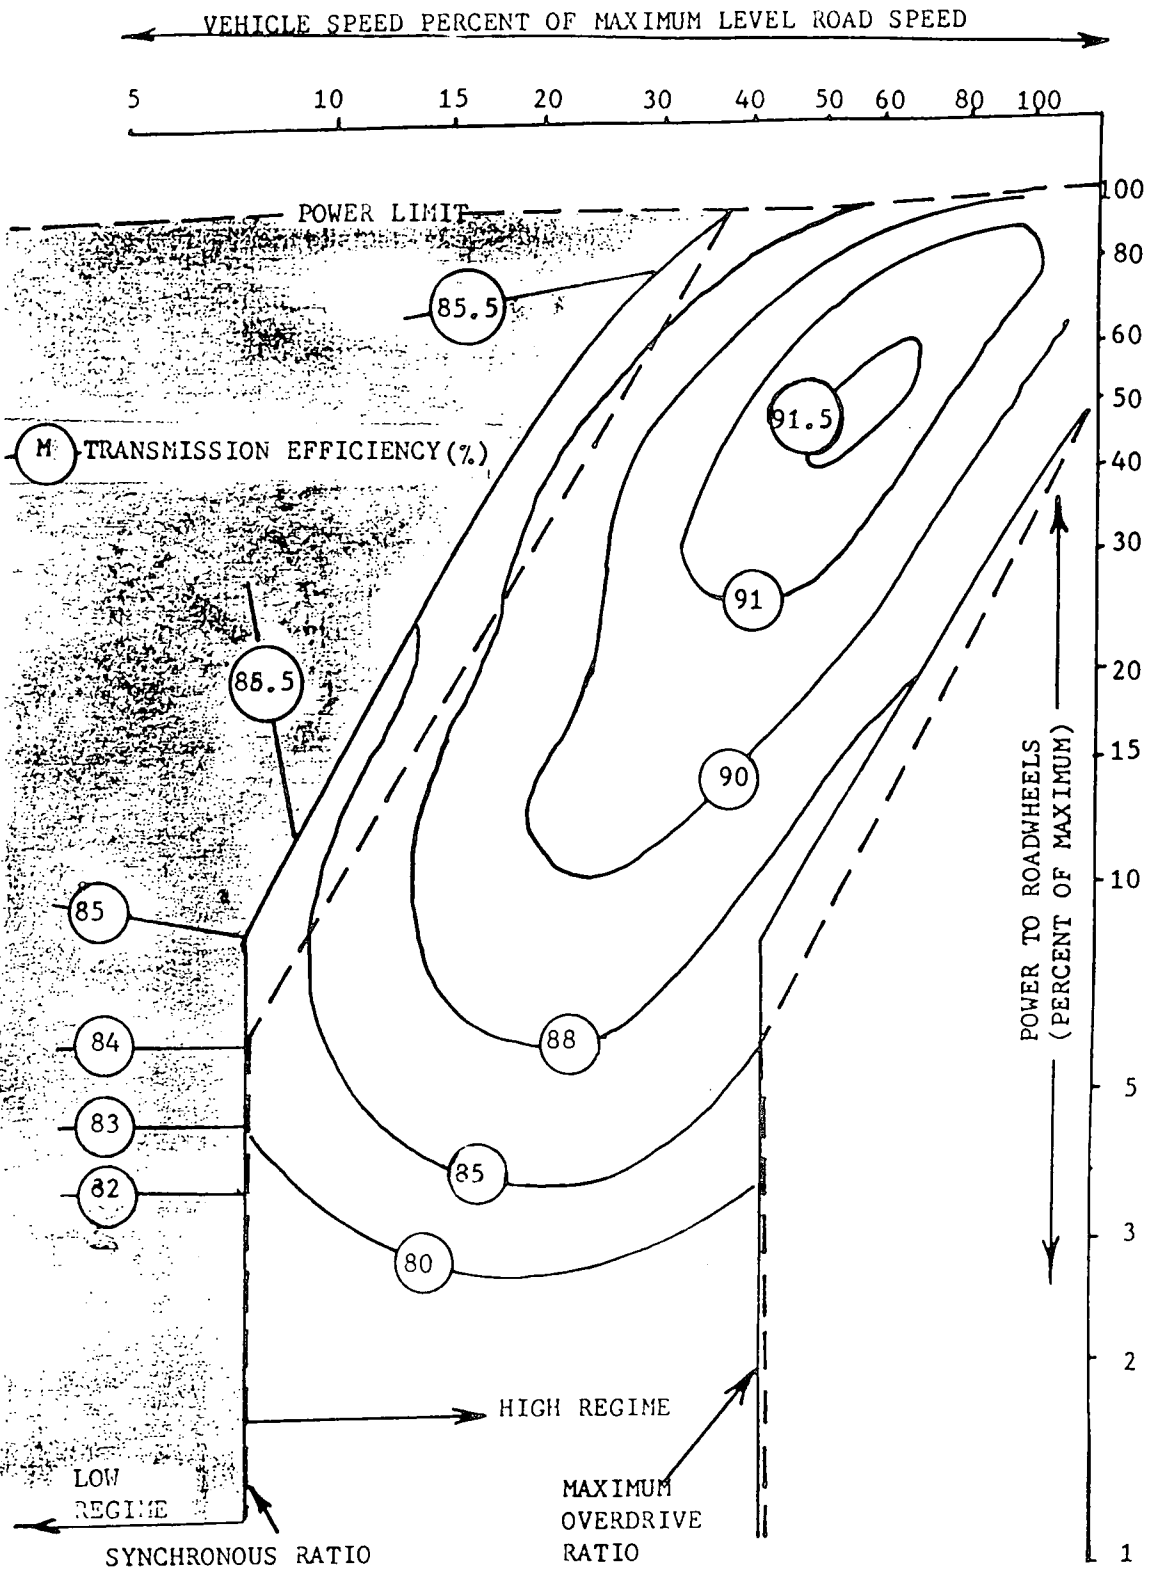 VEHICLE SPEED PERCENT OF MAXIMUM LEVEL ROAD SPEED
5 10 15 20 30 40 50 60 80 100
POWER LIMIT
100
80
85.5
60
91.5
50
M TRANSMISSION EFFICIENCY (%)
40
30
91
20
85.5
15
90
10
85
POWER TO ROADWHEELS
(PERCENT OF MAXIMUM)
84
88
5
83
85
82
3
80
2
HIGH REGIME
LOW
REGIME
MAXIMUM
OVERDRIVE
RATIO
SYNCHRONOUS RATIO
1